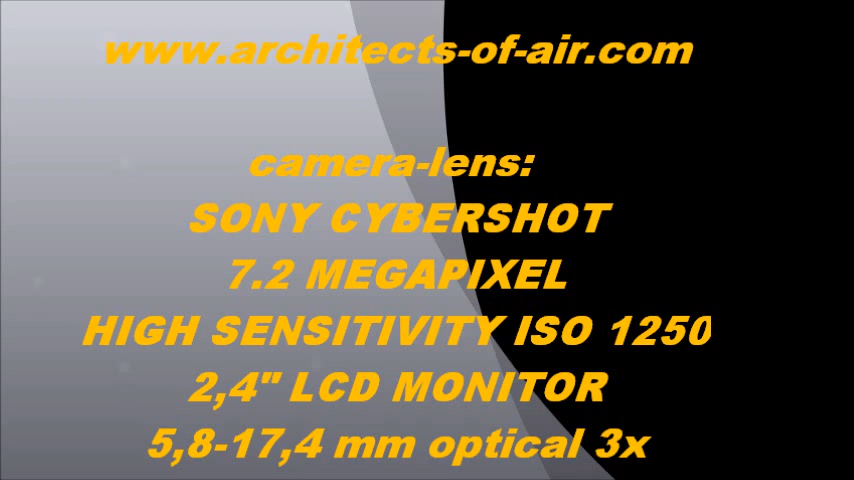 www.architects-of-air.com
camera-lens:
SONY CYBERSHOT
7.2 MEGAPIXEL
HIGH SENSITIVITY ISO 1250
2,4" LCD MONITOR
5,8-17,4 mm optical 3x